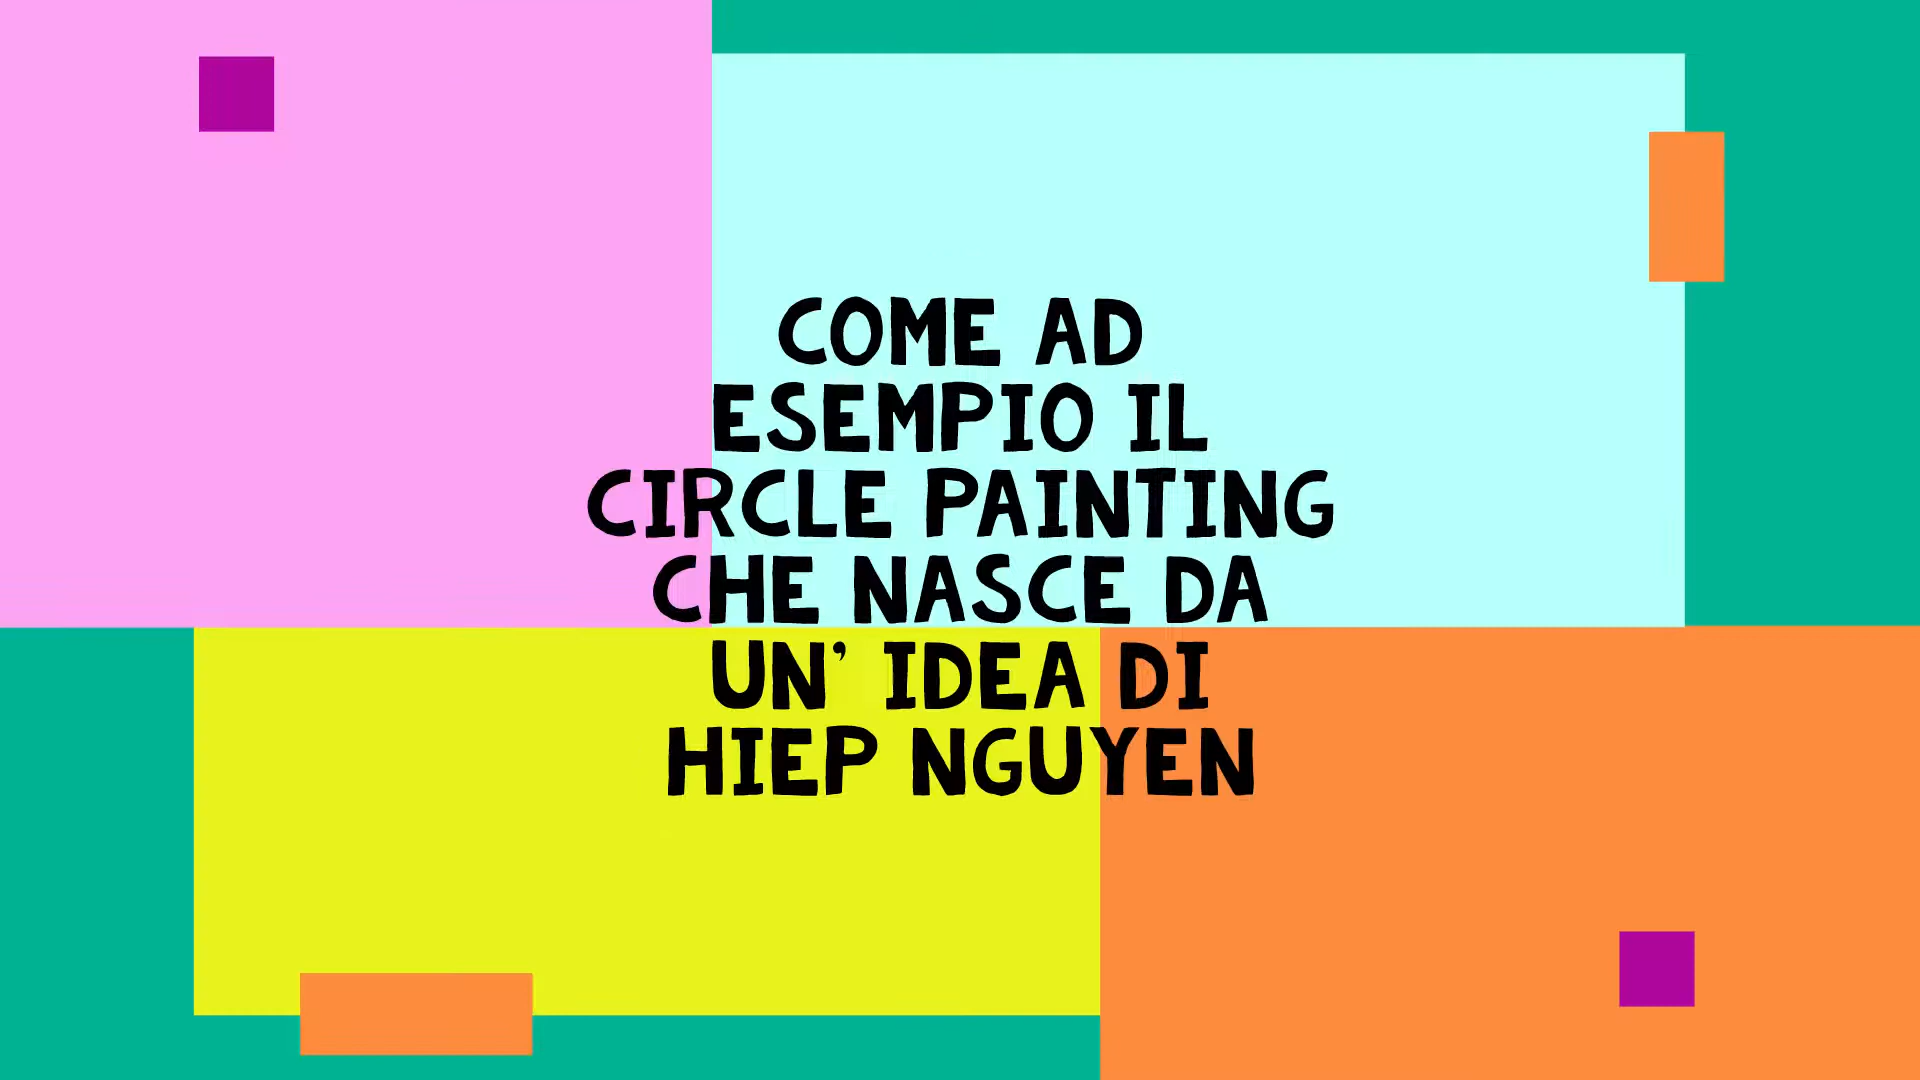 COME AD
ESEMPIO IL
CIRCLE PAINTING
CHE NASCE DA
UN' IDEA DI
HIEP NGUYEN